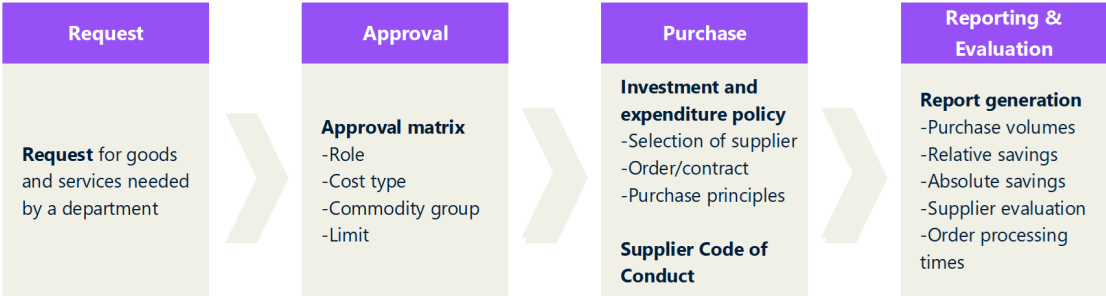 Request
Request for goods
and services needed
by a department
Approval
Approval matrix
-Role
-Cost type
-Commodity group
-Limit
Purchase
Investment and
expenditure policy
-Selection of supplier
-Order/contract
-Purchase principles
Supplier Code of
Conduct
Reporting &
Evaluation
Report generation
-Purchase volumes
-Relative savings
-Absolute savings
-Supplier evaluation
-Order processing
times